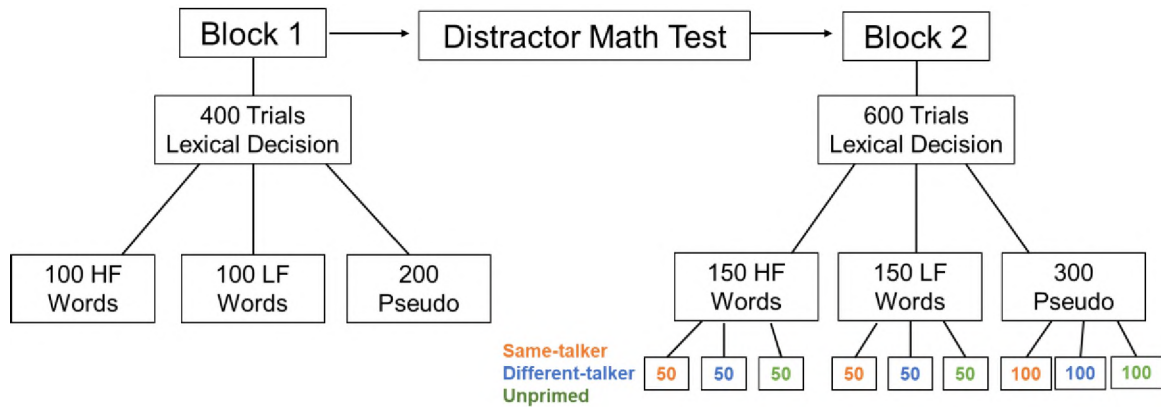 Block 1
Distractor Math Test
Block 2
400 Trials
Lexical Decision
600 Trials
Lexical Decision
100 HF
Words
100 LF
Words
200
Pseudo
150 HF
Words
150 LF
Words
300
Pseudo
Same-talker
Different-talker
Unprimed
50
50
50
50
50
50
100
100
100